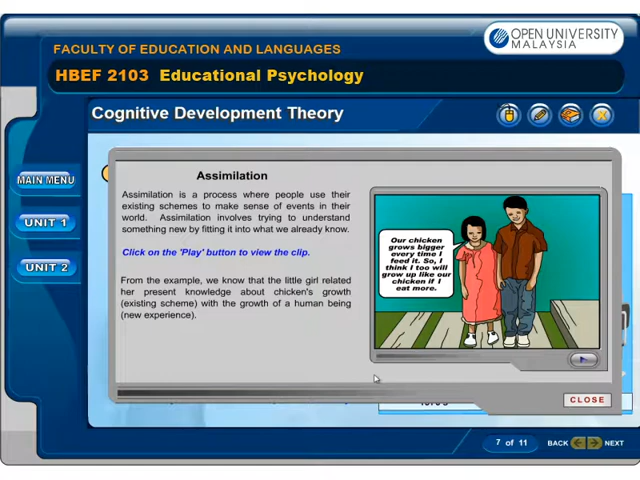 OPEN UNIVERSITY
MALAYSIA
FACULTY OF EDUCATION AND LANGUAGES
HBEF 2103 Educational Psychology
Cognitive Development Theory
MAIN MENU
UNIT 1
UNIT 2
Assimilation
Assimilation is a process where people use their
existing schemes to make sense of events in their
world. Assimilation involves trying to understand
something new by fitting it into what we already know.
Click on the 'Play' button to view the clip.
From the example, we know that the little girl related
her present knowledge about chicken's growth
(existing scheme) with the growth of a human being
(new experience).
Our chicken
grows bigger
every time I
feed it. So, I
think I too will
grow up like our
chicken if I
eat more.
CLOSE
7 of 11
BACK
NEXT